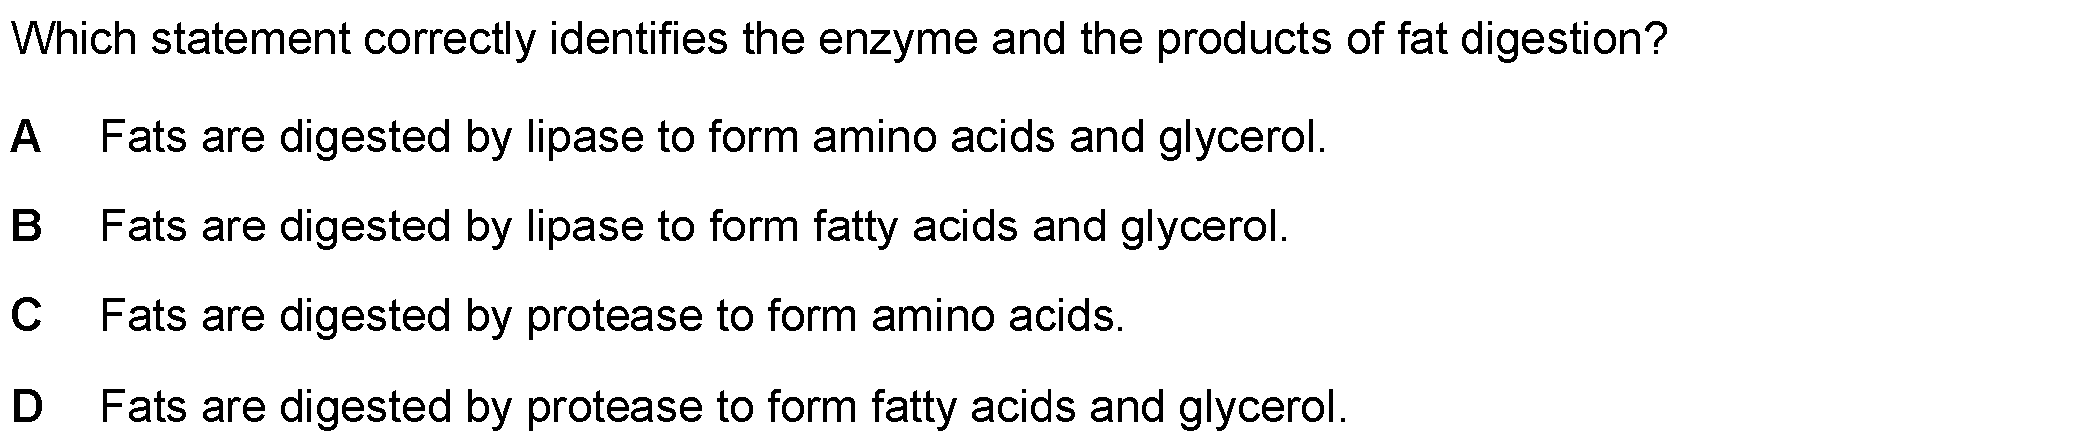 Which statement correctly identifies the enzyme and the products of fat digestion?
A Fats are digested by lipase to form amino acids and glycerol.
B Fats are digested by lipase to form fatty acids and glycerol.
C Fats are digested by protease to form amino acids.
D Fats are digested by protease to form fatty acids and glycerol.